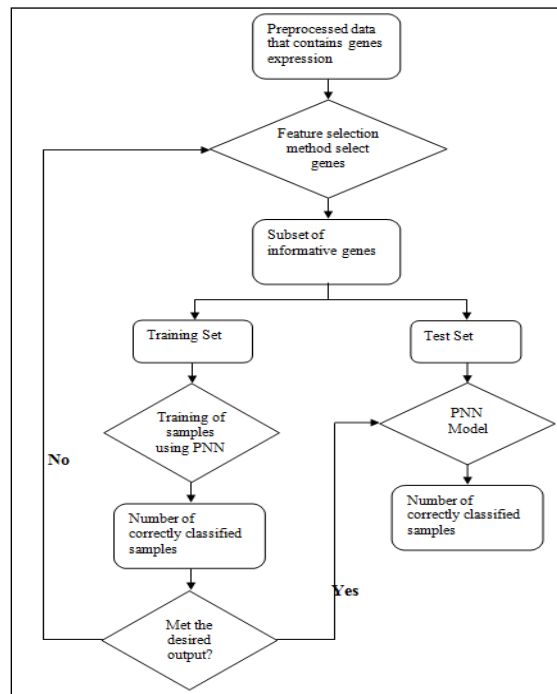 Preprocessed data
that contains genes
expression
Feature selection
method select
genes
Subset of
informative genes
Training Set
Test Set
Training of
samples
using PNN
PNN
Model
No
Number of
correctly classified
samples
Number of
correctly classified
samples
Yes
Met the
desired
output?